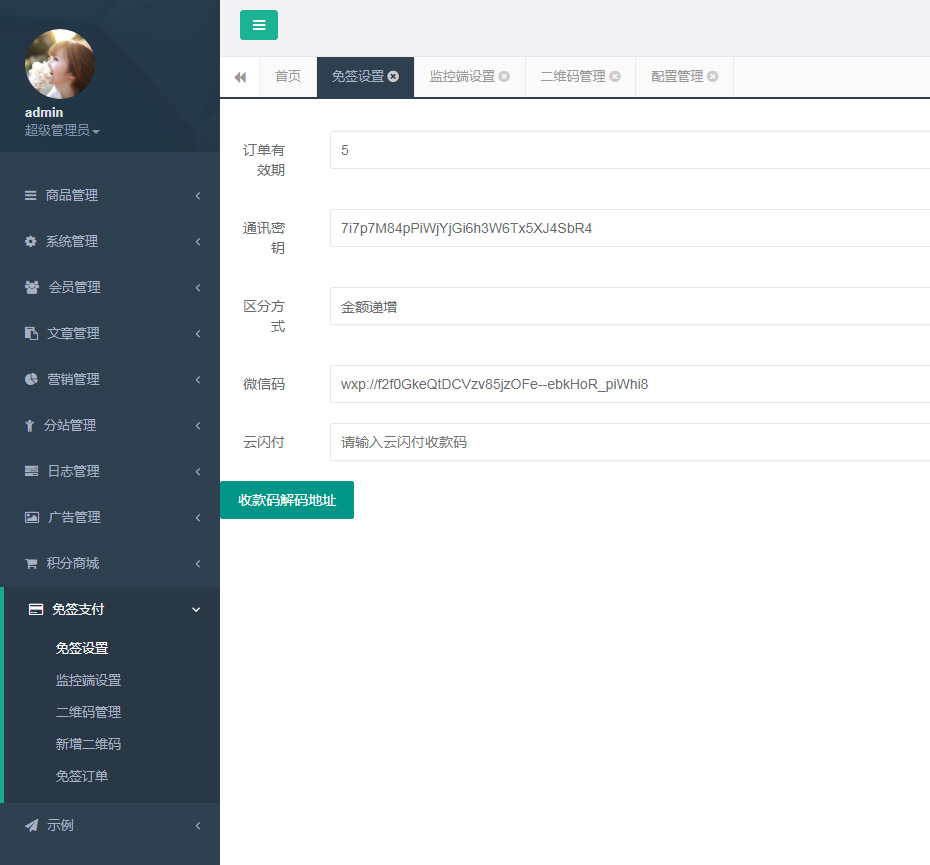 admin
超级管理员
商品管理
系统管理
会员管理
文章管理
营销管理
分站管理
日志管理
广告管理
积分商城
免签支付
免签设置
监控端设置
二维码管理
新增二维码
免签订单
示例
首页
免签设置
监控端设置
二维码管理
配置管理
订单有
效期
5
通讯密
钥
7i7p7M84pPiWjYjGi6h3W6Tx5XJ4SbR4
区分方
式
金额递增
微信码
wxp://f2f0GkeQtDCVzv85jzOFe--ebkHoR_piWhi8
云闪付
请输入云闪付收款码
收款码解码地址